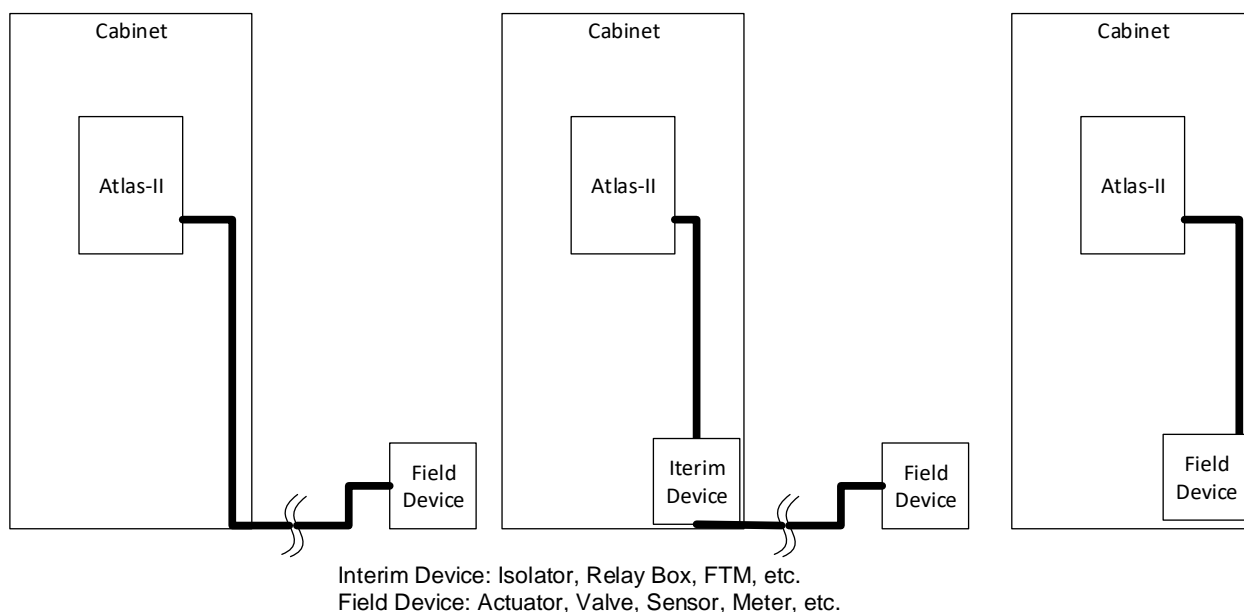 Cabinet
Atlas-II
Field
Device
Cabinet
Atlas-II
Iterim
Device
Field
Device
Cabinet
Atlas-II
Field
Device
Interim Device: Isolator, Relay Box, FTM, etc.
Field Device: Actuator, Valve, Sensor, Meter, etc.